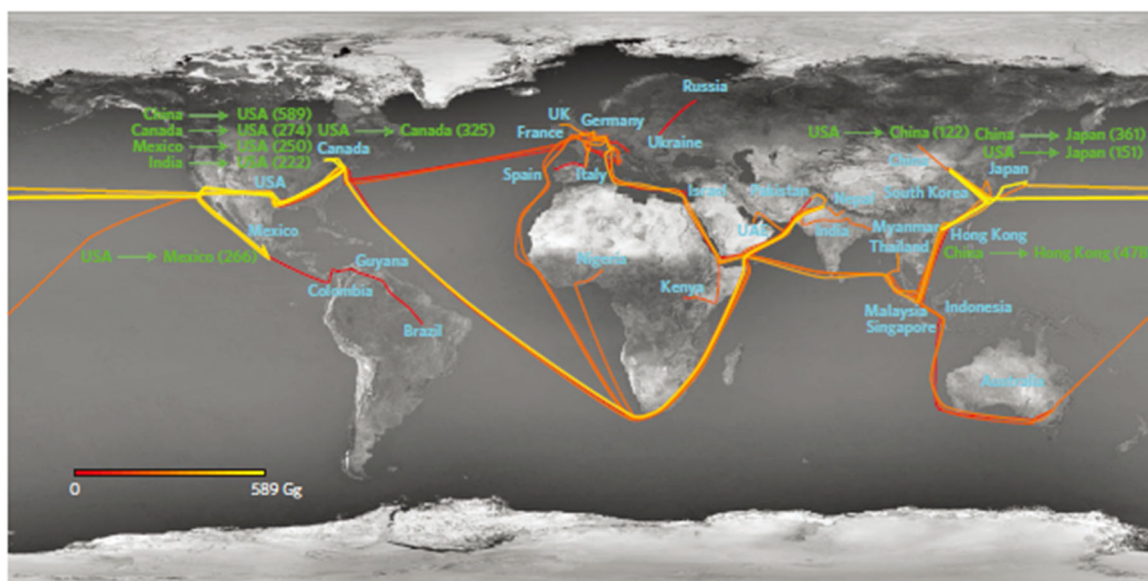 Russia
UK
Germany
France
Ukraine
China → USA (589)
Canada → USA (274)
USA → Canada (325)
Mexico → USA (250)
Canada
India → USA (222)
USA → China (122)
China → Japan (361)
USA → Japan (151)
China
Japan
Spain
Italy
USA
Israel
Pakistan
Nepal
South Korea
Mexico
UAE
India
Myanmar
Thailand
Hong Kong
USA → Mexico (266)
China → Hong Kong (478
Guyana
Nigeria
Colombia
Kenya
Malaysia
Singapore
Indonesia
Brazil
Australia
0
589 Gg